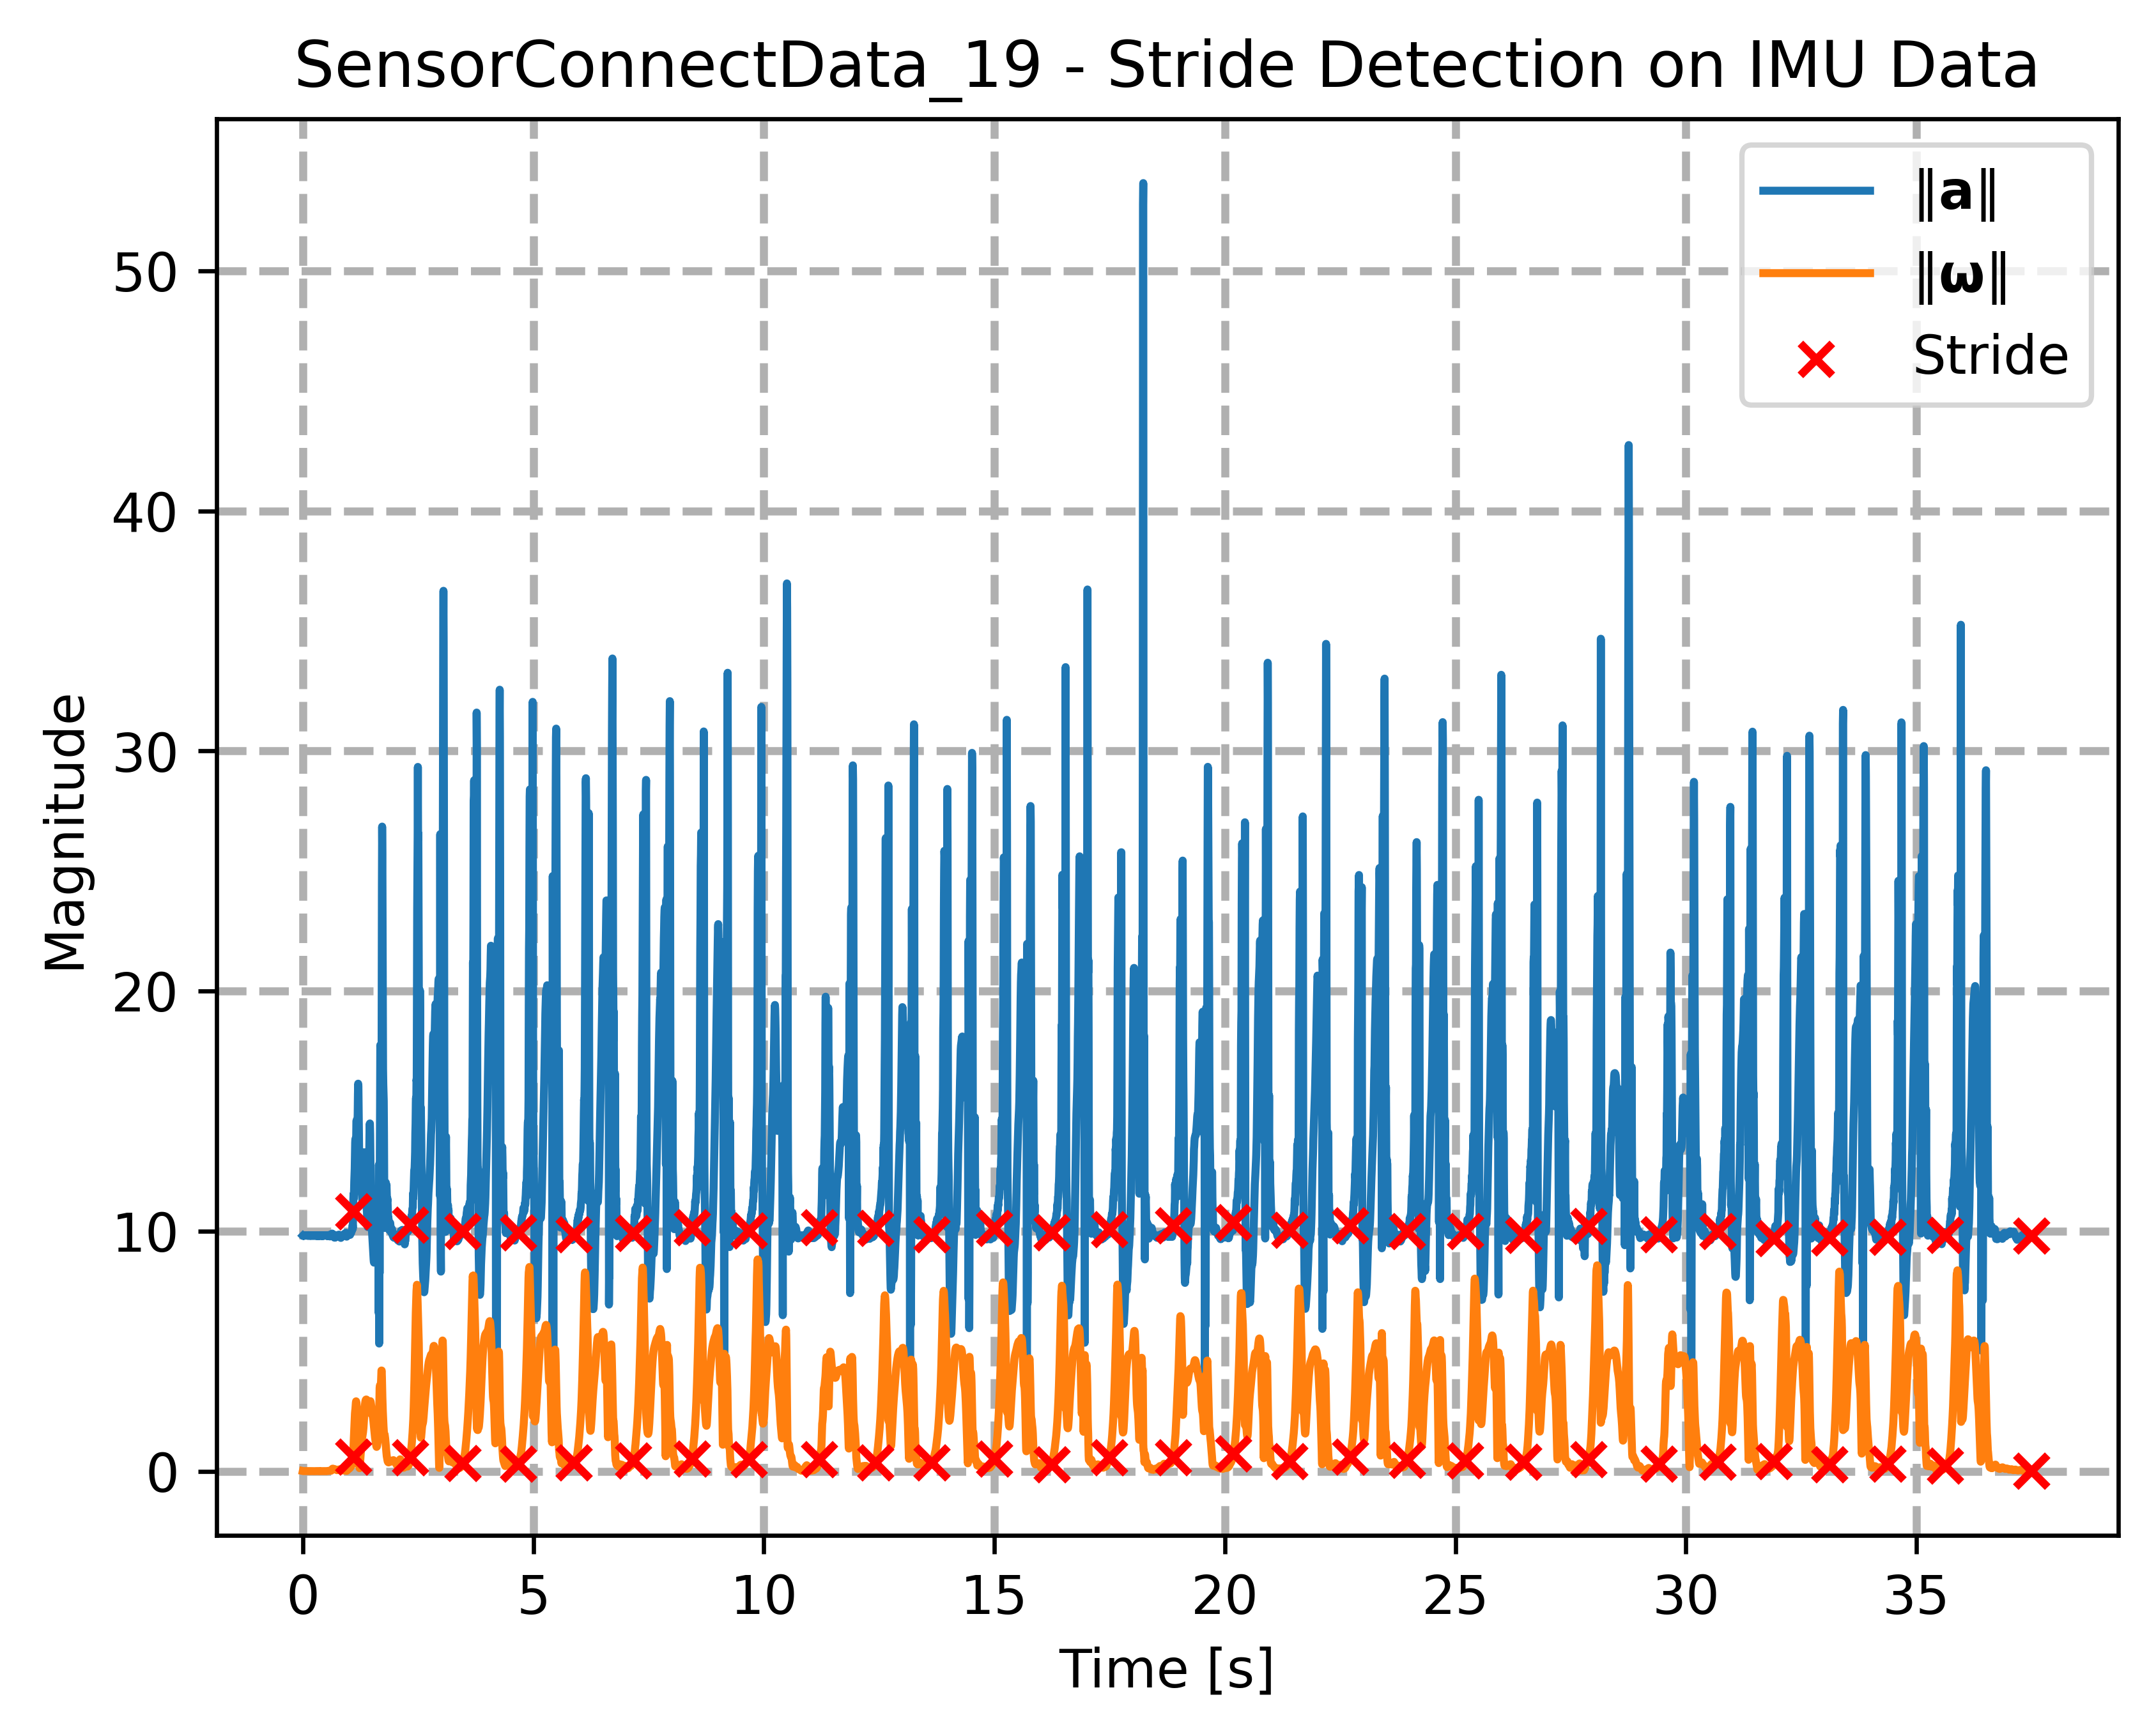 SensorConnectData_19 - Stride Detection on IMU Data
‖a‖
‖ω‖
Stride
Magnitude
50
40
30
20
10
0
0 5 10 15 20 25 30 35
Time [s]